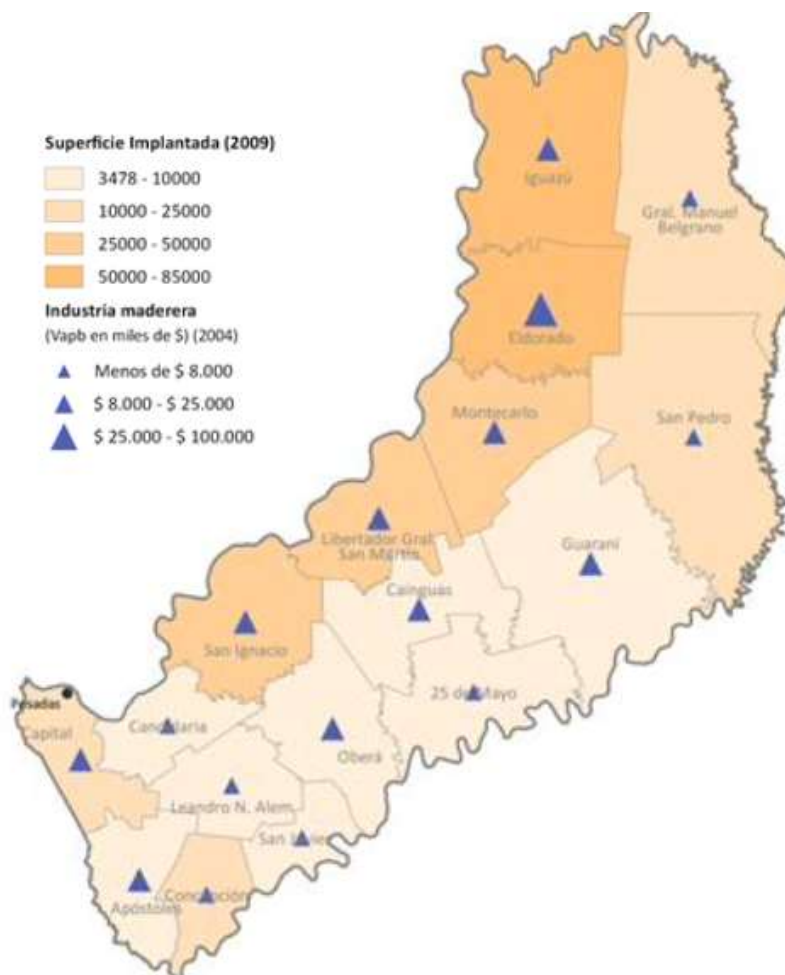 Superficie Implantada (2009)
3478 - 10000
10000 - 25000
25000 - 50000
50000 - 85000
Industria maderera
(Vapb en miles de $) (2004)
Menos de $ 8.000
$ 8.000 - $ 25.000
$ 25.000 - $ 100.000
Iguazú
Gral. Manuel
Belgrano
Eldorado
Montecarlo
San Pedro
Libertador Gral.
San Martín
Guaraní
Cainguás
San Ignacio
25 de Mayo
Posadas
Candelaria
Capital
Oberá
Leandro N. Alem
San Javier
Apóstoles
Concepción